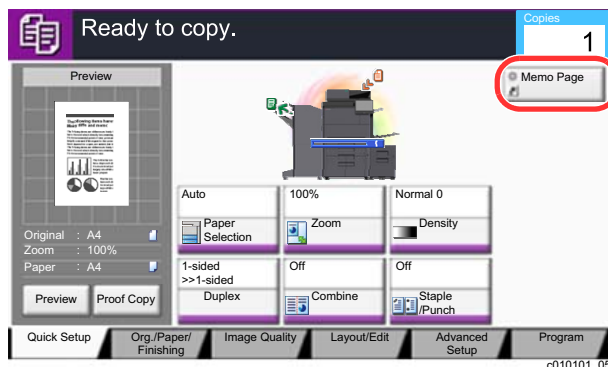 Ready to copy.
Copies
1
Memo Page
Preview
Original : A4
Zoom : 100%
Paper : A4
Preview
Proof Copy
Auto
Paper
Selection
100%
Zoom
Normal 0
Density
1-sided
>>1-sided
Duplex
Off
Combine
Off
Staple
/Punch
Quick Setup
Org./Paper/
Finishing
Image Quality
Layout/Edit
Advanced
Setup
Program